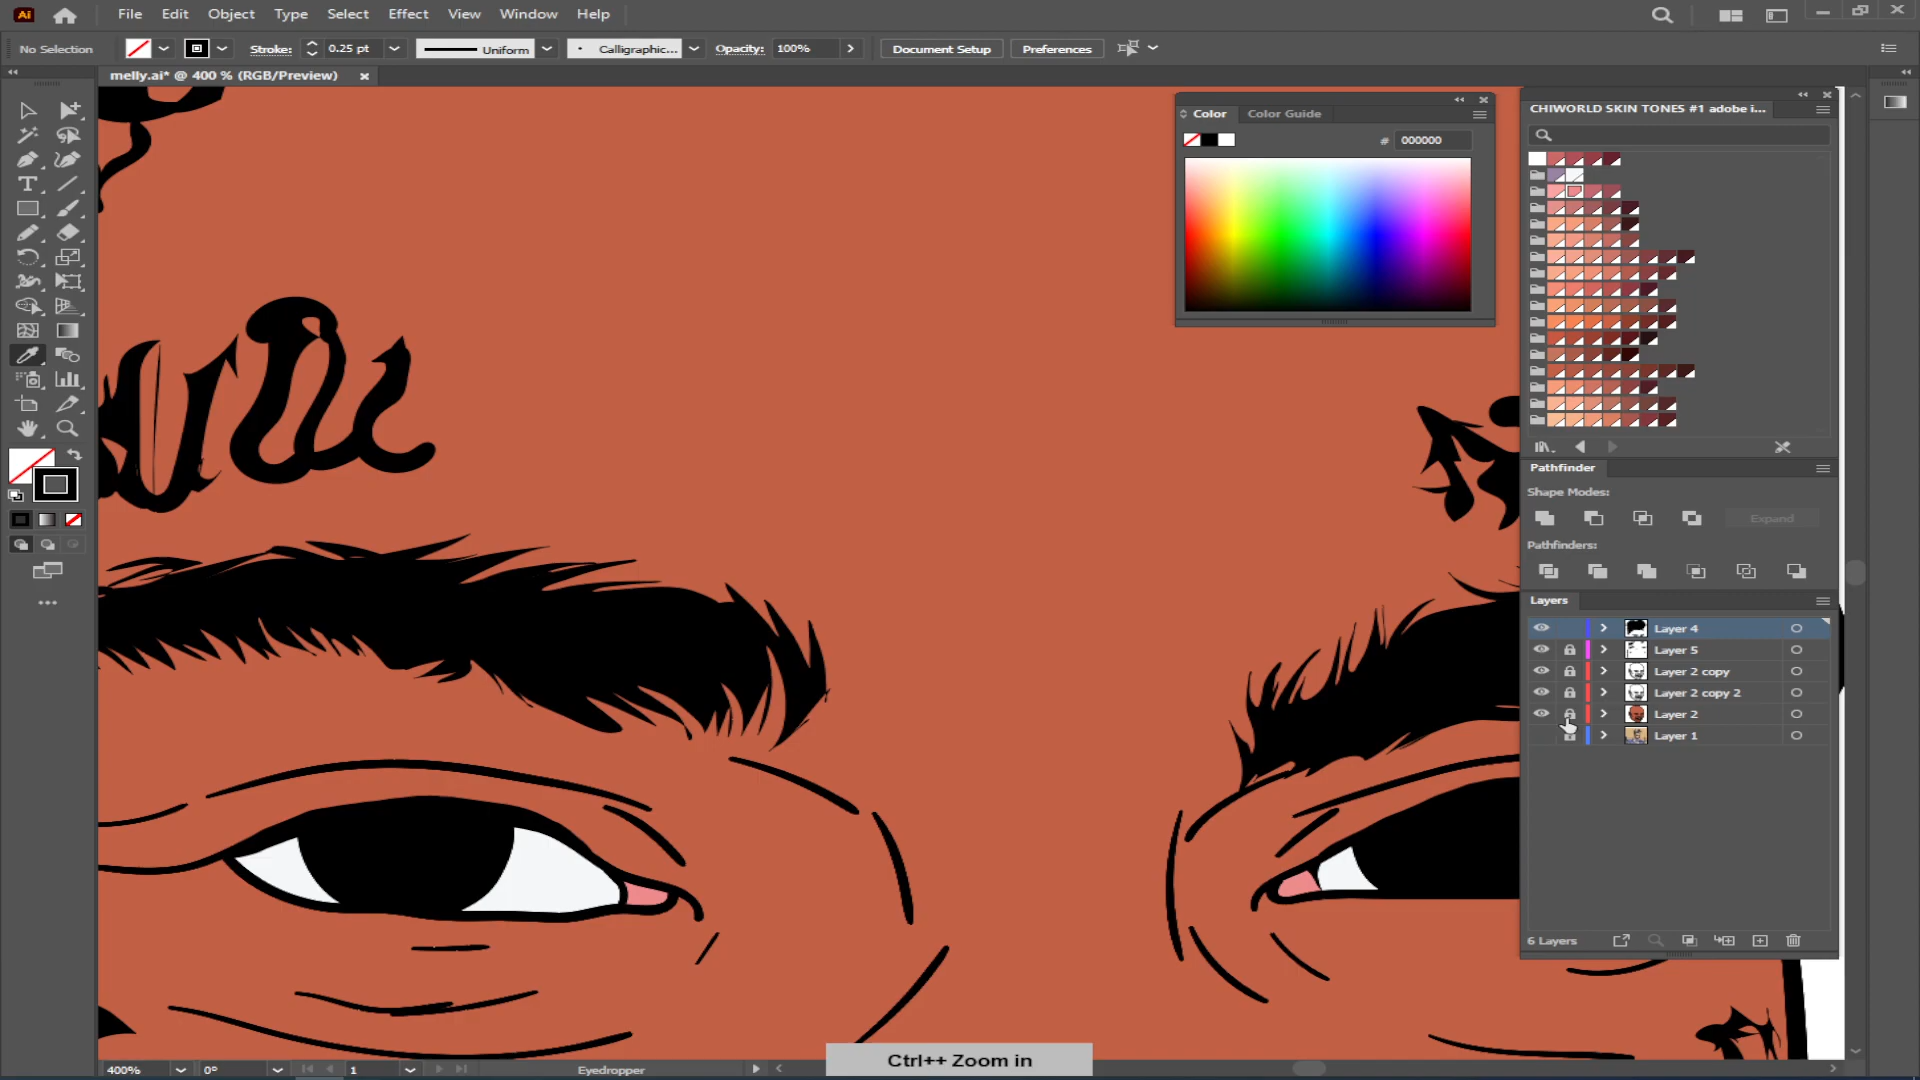 Ai File Edit Object Type Select Effect View Window Help
No Selection Stroke: 0.25 pt Uniform Calligraphic... Opacity: 100% Document Setup Preferences
melly.ai* @ 400 % (RGB/Preview)
Color Color Guide
# 000000
CHIWORLD SKIN TONES #1 adobe i...
Pathfinder
Shape Modes:
Expand
Pathfinders:
Layers
Layer 4
Layer 5
Layer 2 copy
Layer 2 copy 2
Layer 2
Layer 1
6 Layers
Ctrl++ Zoom in
400% 0° 1 Eyedropper